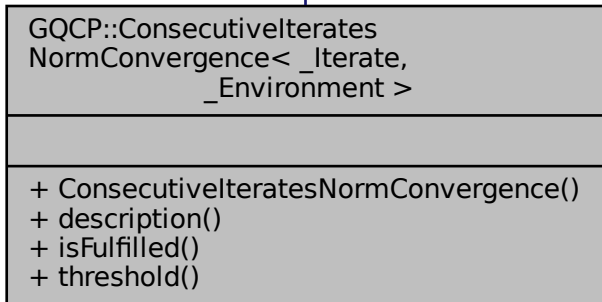 GQCP::ConsecutiveIterates
NormConvergence< _Iterate,
_Environment >
+ ConsecutiveIteratesNormConvergence()
+ description()
+ isFulfilled()
+ threshold()